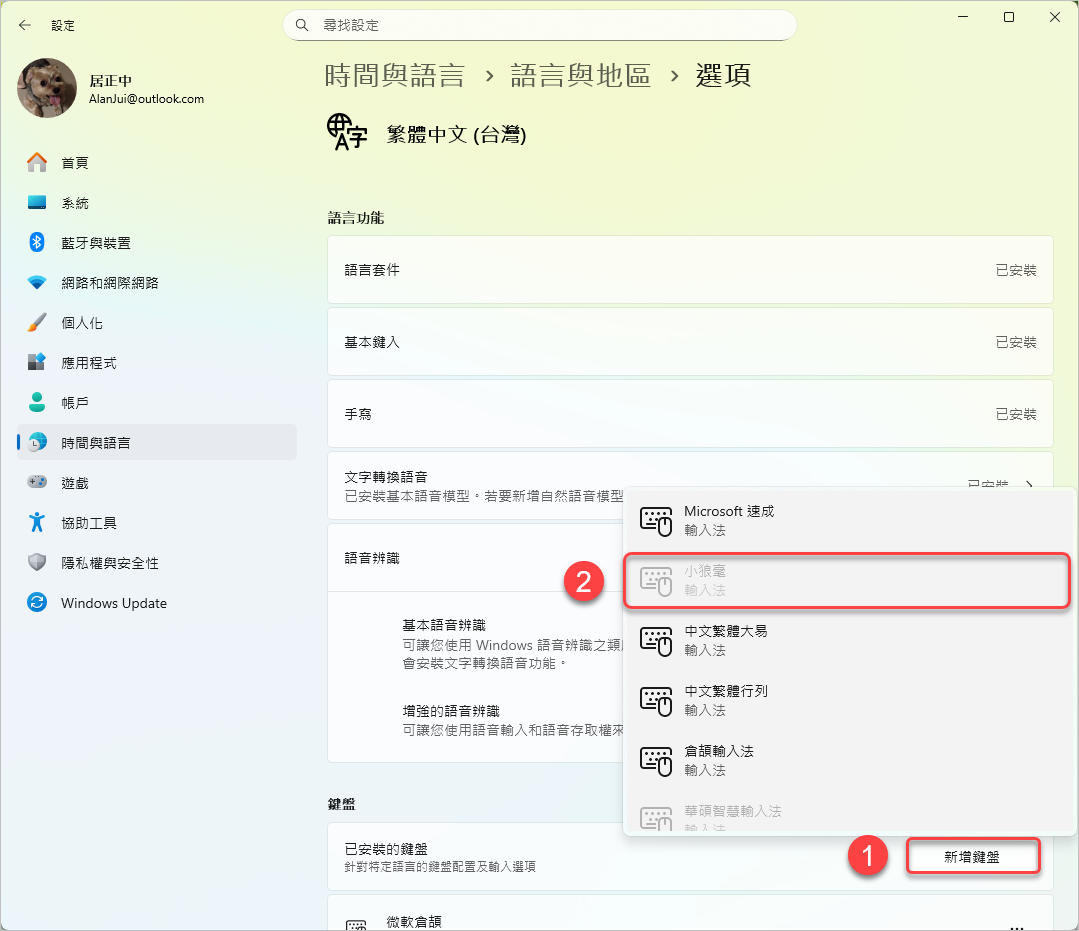 設定
尋找設定
居正中
AlanJui@outlook.com
首頁
系統
藍牙與裝置
網路和網際網路
個人化
應用程式
帳戶
時間與語言
遊戲
協助工具
隱私權與安全性
Windows Update
時間與語言 › 語言與地區 › 選項
A字 繁體中文 (台灣)
語言功能
語言套件 已安裝
基本鍵入 已安裝
手寫 已安裝
文字轉換語音 已安裝
已安裝基本語音模型。若要新增自然語音模型
語音辨識
基本語音辨識
可讓您使用 Windows 語音辨識之類
會安裝文字轉換語音功能。
增強的語音辨識
可讓您使用語音輸入和語音存取權來
Microsoft 速成
輸入法
2
小狼毫
輸入法
中文繁體大易
輸入法
中文繁體行列
輸入法
倉頡輸入法
輸入法
華碩智慧輸入法
輸入法
鍵盤
已安裝的鍵盤
針對特定語言的鍵盤配置及輸入選項
1
新增鍵盤
微軟倉頡